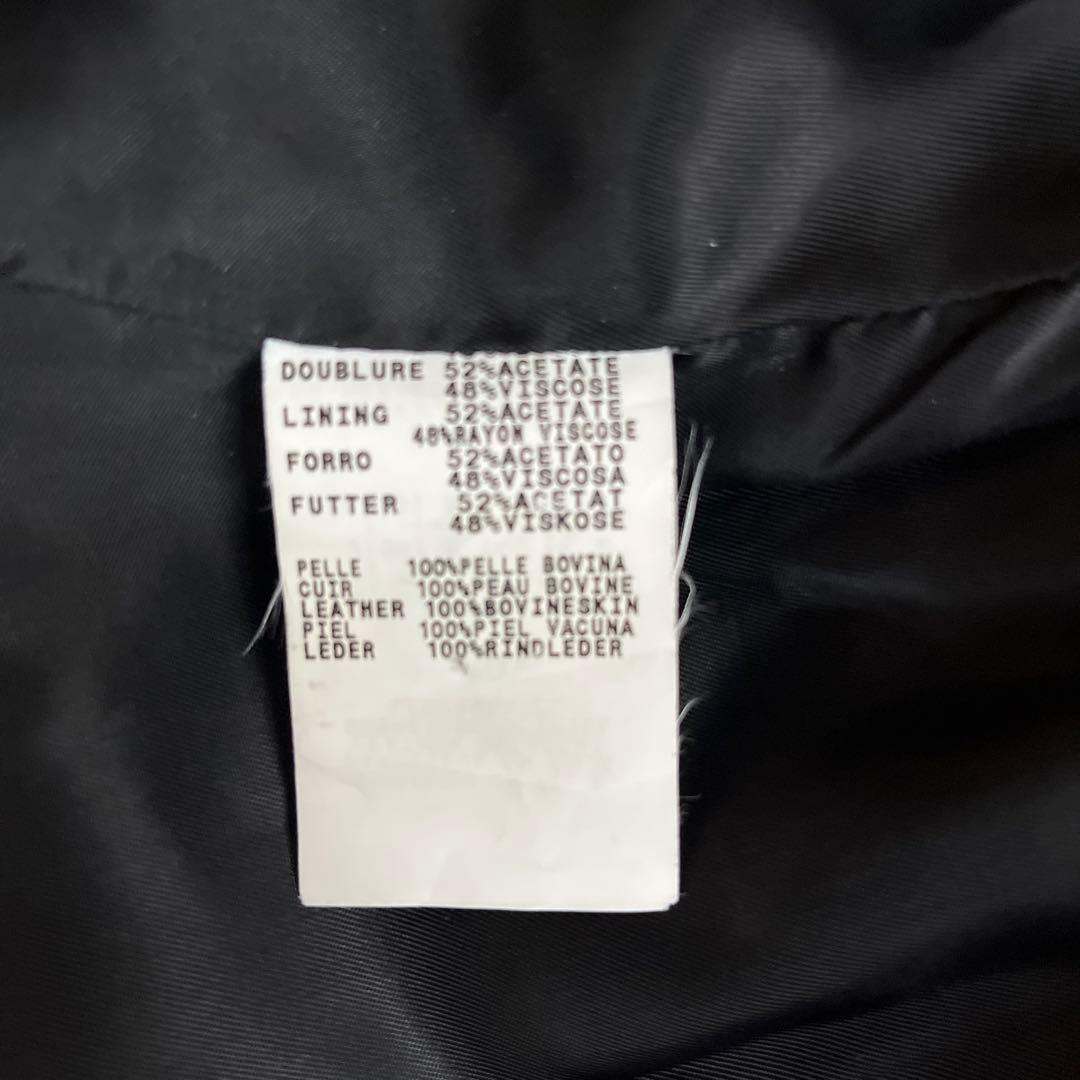 DOUBLURE 52%ACETATE
48%VISCOSE
LINING 52%ACETATE
48%RAYON VISCOSE
FORRO 52%ACETATO
48%VISCOSA
FUTTER 52%ACETAT
48%VISKOSE
PELLE 100%PELLE BOVINA
CUIR 100%PEAU BOVINE
LEATHER 100%BOVINESKIN
PIEL 100%PIEL VACUNA
LEDER 100%RINDLEDER